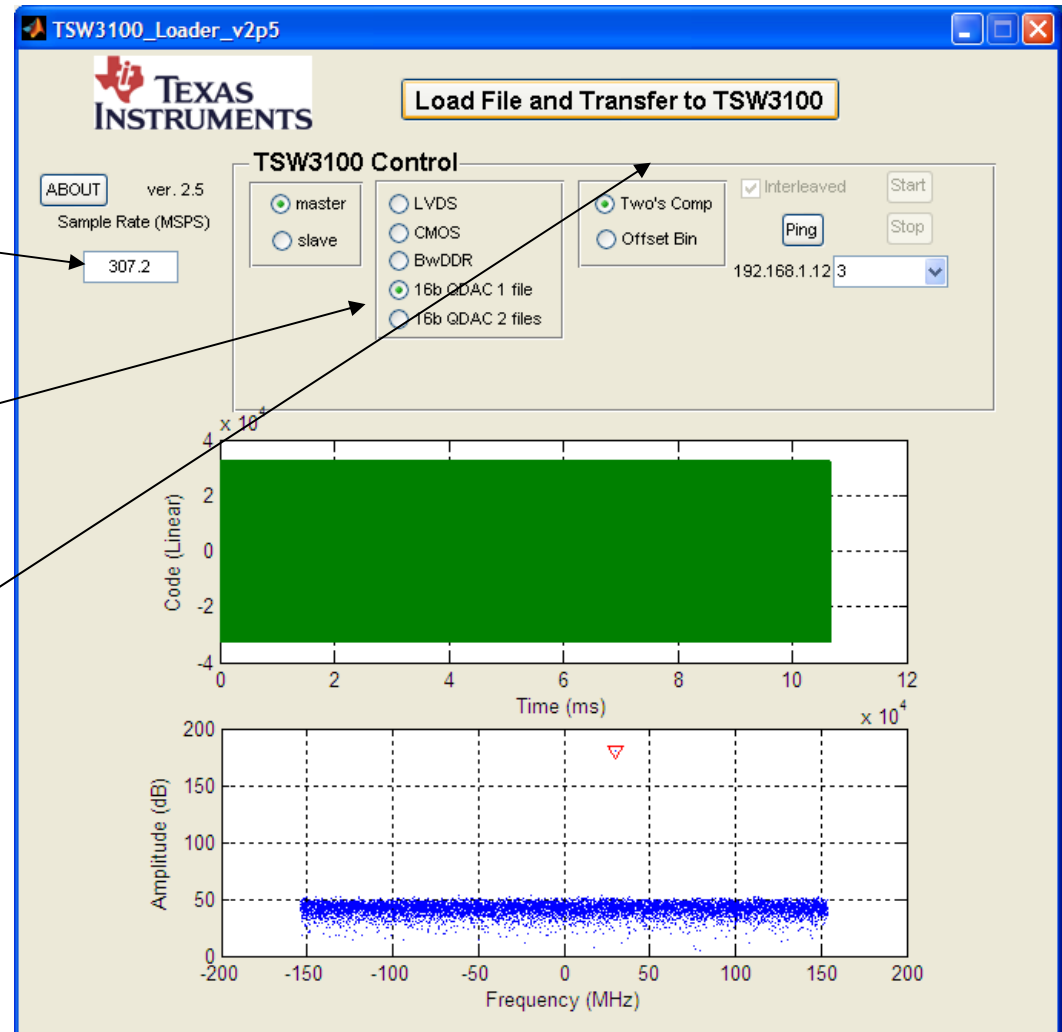 TSW3100_Loader_v2p5
TEXAS
INSTRUMENTS
Load File and Transfer to TSW3100
TSW3100 Control
ABOUT
ver. 2.5
Sample Rate (MSPS)
307.2
master
slave
LVDS
CMOS
BwDDR
16b QDAC 1 file
16b QDAC 2 files
Two's Comp
Offset Bin
Interleaved
Start
Ping
Stop
192.168.1.12 3
x 10^4
4
2
0
-2
-4
Code (Linear)
0 2 4 6 8 10 12
Time (ms)
x 10^4
200
150
100
50
0
Amplitude (dB)
-200 -150 -100 -50 0 50 100 150 200
Frequency (MHz)